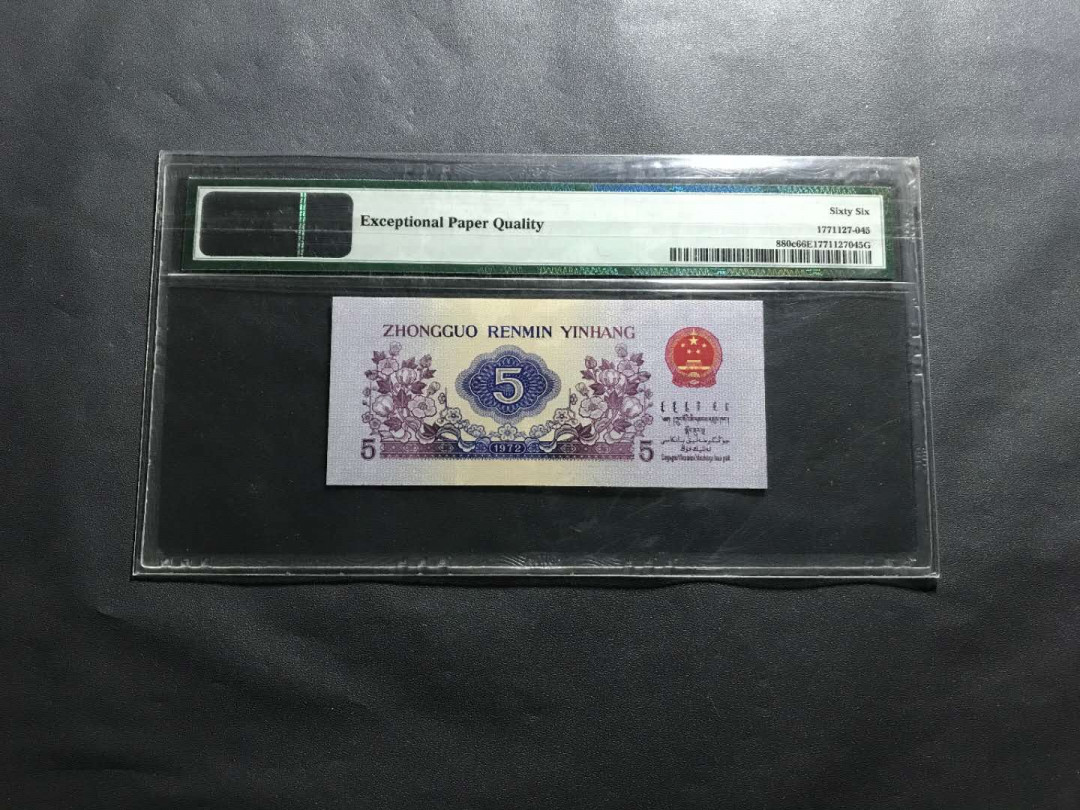 Exceptional Paper Quality
Sixty Six
1771127-045
880c66E1771127045G
ZHONGGUO RENMIN YINHANG
5
5
1972
5